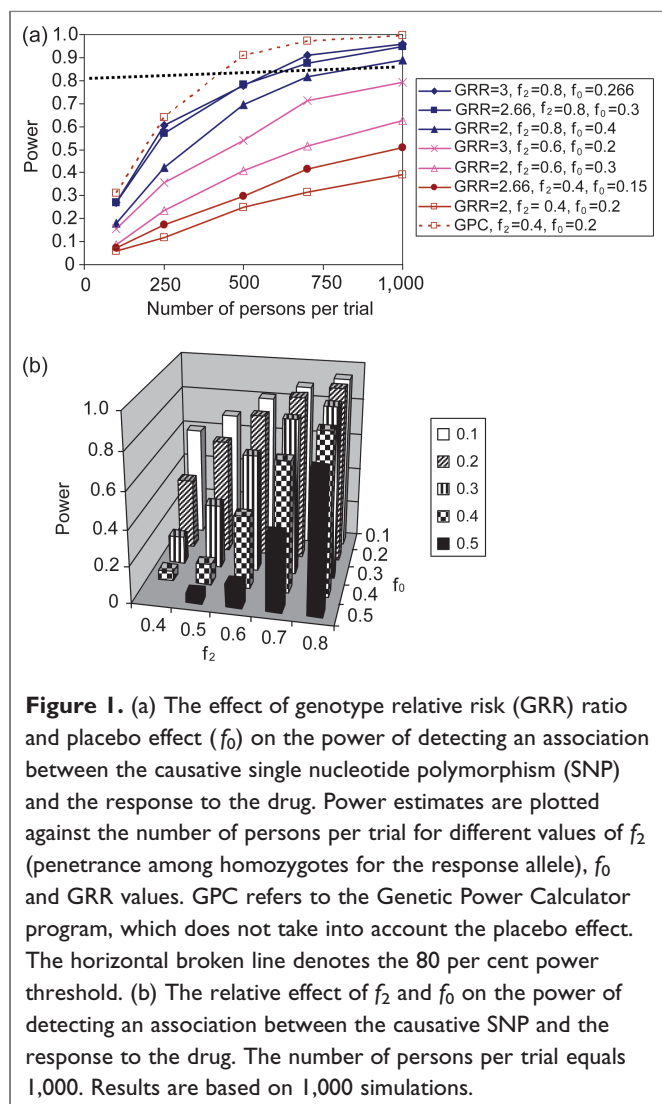 (a)
1.0
0.9
0.8
0.7
0.6
0.5
0.4
0.3
0.2
0.1
0
Power
0 250 500 750 1,000
Number of persons per trial
GRR=3, f₂=0.8, f₀=0.266
GRR=2.66, f₂=0.8, f₀=0.3
GRR=2, f₂=0.8, f₀=0.4
GRR=3, f₂=0.6, f₀=0.2
GRR=2, f₂=0.6, f₀=0.3
GRR=2.66, f₂=0.4, f₀=0.15
GRR=2, f₂= 0.4, f₀=0.2
GPC, f₂=0.4, f₀=0.2
(b)
1.0
0.8
0.6
0.4
0.2
0
Power
0.4 0.5 0.6 0.7 0.8
f₂
0.1
0.2
0.3
0.4
0.5
f₀
0.1
0.2
0.3
0.4
0.5
Figure 1. (a) The effect of genotype relative risk (GRR) ratio
and placebo effect (f₀) on the power of detecting an association
between the causative single nucleotide polymorphism (SNP)
and the response to the drug. Power estimates are plotted
against the number of persons per trial for different values of f₂
(penetrance among homozygotes for the response allele), f₀
and GRR values. GPC refers to the Genetic Power Calculator
program, which does not take into account the placebo effect.
The horizontal broken line denotes the 80 per cent power
threshold. (b) The relative effect of f₂ and f₀ on the power of
detecting an association between the causative SNP and the
response to the drug. The number of persons per trial equals
1,000. Results are based on 1,000 simulations.